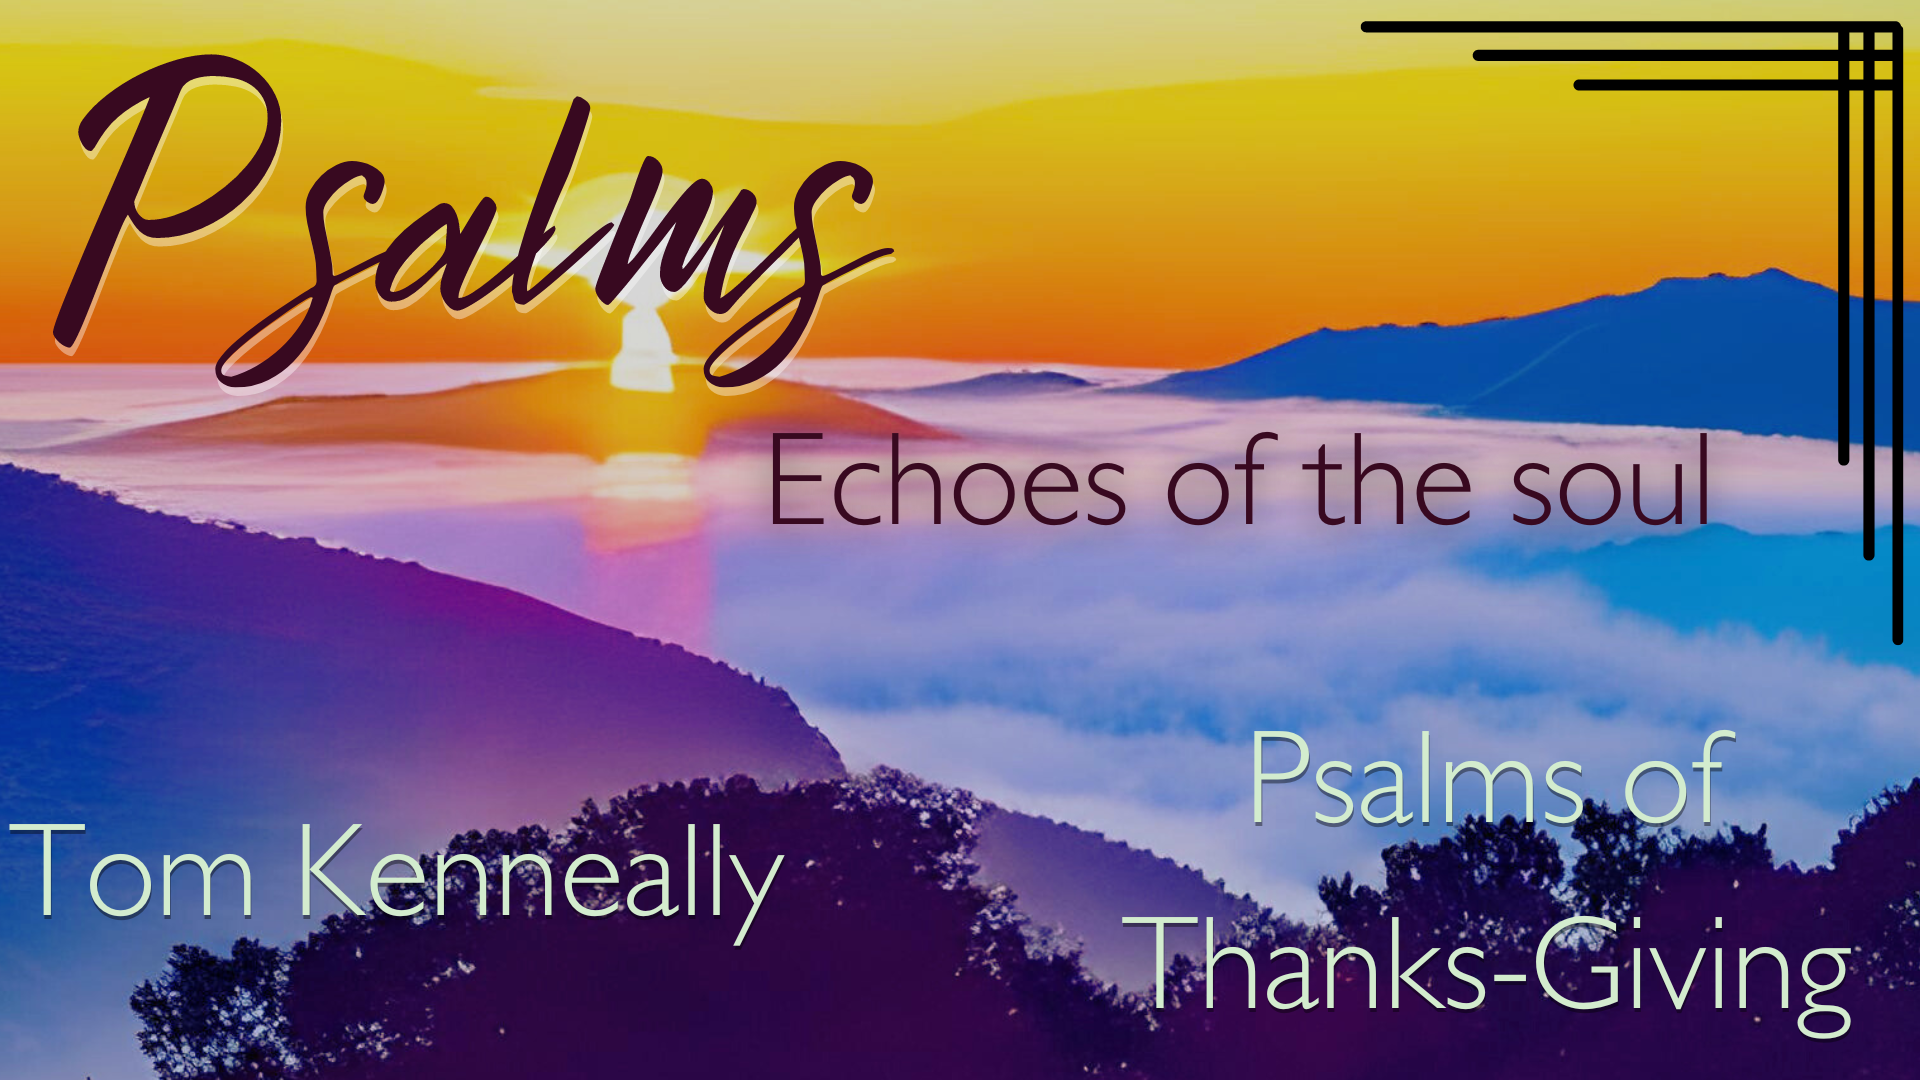 Psalms
Echoes of the soul
Tom Kenneally
Psalms of
Thanks-Giving